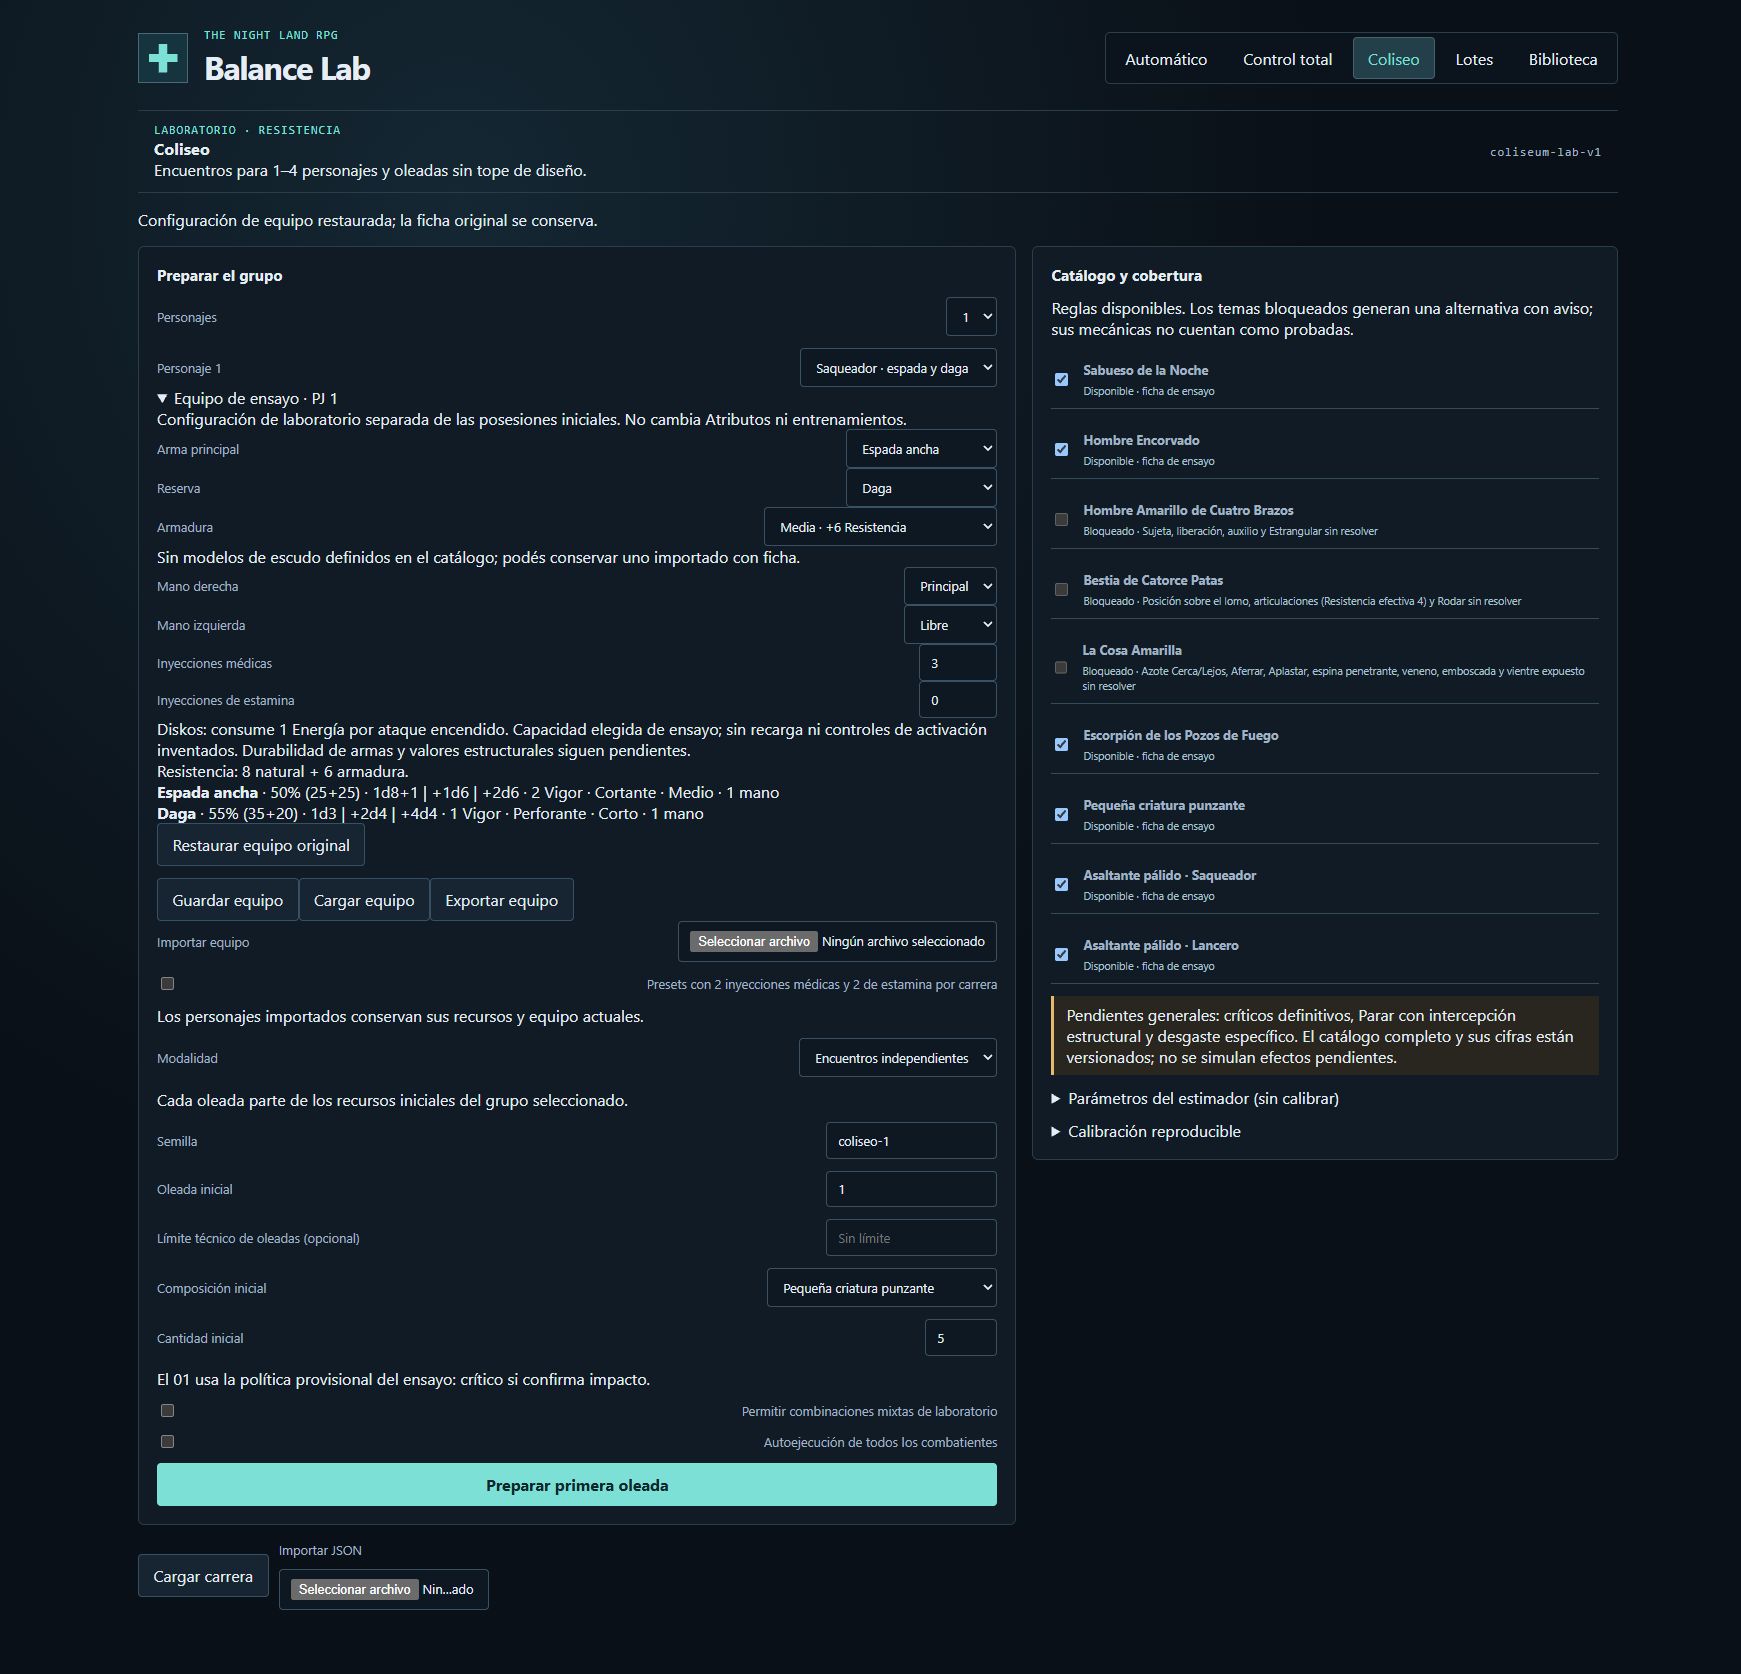 THE NIGHT LAND RPG
Balance Lab
Automático
Control total
Coliseo
Lotes
Biblioteca
LABORATORIO · RESISTENCIA
Coliseo
Encuentros para 1–4 personajes y oleadas sin tope de diseño.
coliseum-lab-v1
Configuración de equipo restaurada; la ficha original se conserva.
Preparar el grupo
Personajes
1
Personaje 1
Saqueador · espada y daga
▼ Equipo de ensayo · PJ 1
Configuración de laboratorio separada de las posesiones iniciales. No cambia Atributos ni entrenamientos.
Arma principal
Espada ancha
Reserva
Daga
Armadura
Media · +6 Resistencia
Sin modelos de escudo definidos en el catálogo; podés conservar uno importado con ficha.
Mano derecha
Principal
Mano izquierda
Libre
Inyecciones médicas
3
Inyecciones de estamina
0
Diskos: consume 1 Energía por ataque encendido. Capacidad elegida de ensayo; sin recarga ni controles de activación
inventados. Durabilidad de armas y valores estructurales siguen pendientes.
Resistencia: 8 natural + 6 armadura.
Espada ancha · 50% (25+25) · 1d8+1 | +1d6 | +2d6 · 2 Vigor · Cortante · Medio · 1 mano
Daga · 55% (35+20) · 1d3 | +2d4 | +4d4 · 1 Vigor · Perforante · Corto · 1 mano
Restaurar equipo original
Guardar equipo
Cargar equipo
Exportar equipo
Importar equipo
Seleccionar archivo Ningún archivo seleccionado
Presets con 2 inyecciones médicas y 2 de estamina por carrera
Los personajes importados conservan sus recursos y equipo actuales.
Modalidad
Encuentros independientes
Cada oleada parte de los recursos iniciales del grupo seleccionado.
Semilla
coliseo-1
Oleada inicial
1
Límite técnico de oleadas (opcional)
Sin límite
Composición inicial
Pequeña criatura punzante
Cantidad inicial
5
El 01 usa la política provisional del ensayo: crítico si confirma impacto.
Permitir combinaciones mixtas de laboratorio
Autoejecución de todos los combatientes
Preparar primera oleada
Cargar carrera
Importar JSON
Seleccionar archivo Nin...ado
Catálogo y cobertura
Reglas disponibles. Los temas bloqueados generan una alternativa con aviso;
sus mecánicas no cuentan como probadas.
Sabueso de la Noche
Disponible · ficha de ensayo
Hombre Encorvado
Disponible · ficha de ensayo
Hombre Amarillo de Cuatro Brazos
Bloqueado · Sujeta, liberación, auxilio y Estrangular sin resolver
Bestia de Catorce Patas
Bloqueado · Posición sobre el lomo, articulaciones (Resistencia efectiva 4) y Rodar sin resolver
La Cosa Amarilla
Bloqueado · Azote Cerca/Lejos, Aferrar, Aplastar, espina penetrante, veneno, emboscada y vientre expuesto
sin resolver
Escorpión de los Pozos de Fuego
Disponible · ficha de ensayo
Pequeña criatura punzante
Disponible · ficha de ensayo
Asaltante pálido · Saqueador
Disponible · ficha de ensayo
Asaltante pálido · Lancero
Disponible · ficha de ensayo
Pendientes generales: críticos definitivos, Parar con intercepción
estructural y desgaste específico. El catálogo completo y sus cifras están
versionados; no se simulan efectos pendientes.
▶ Parámetros del estimador (sin calibrar)
▶ Calibración reproducible